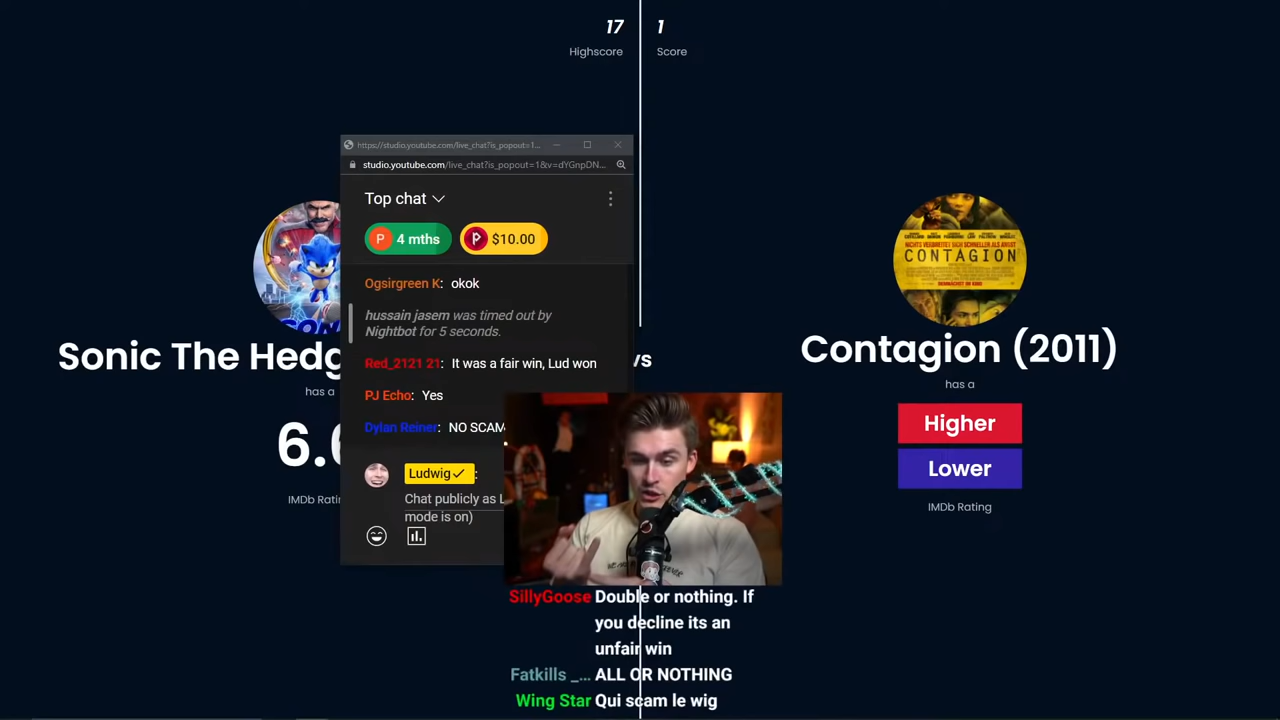 17
Highscore
1
Score
https://studio.youtube.com/live_chat?is_popout=1...
studio.youtube.com/live_chat?is_popout=1&v=dYGnpDN...
Top chat
P 4 mths
$10.00
Ogsirgreen K: okok
hussain jasem was timed out by
Nightbot for 5 seconds.
Red_2121 21: It was a fair win, Lud won
PJ Echo: Yes
Dylan Reiner: NO SCAM
Ludwig :
Chat publicly as L
mode is on)
Sonic The Hedg
has a
6.6
IMDb Ratin
vs
CONTAGION
Contagion (2011)
has a
Higher
Lower
IMDb Rating
SillyGoose Double or nothing. If
you decline its an
unfair win
Fatkills _... ALL OR NOTHING
Wing Star Qui scam le wig